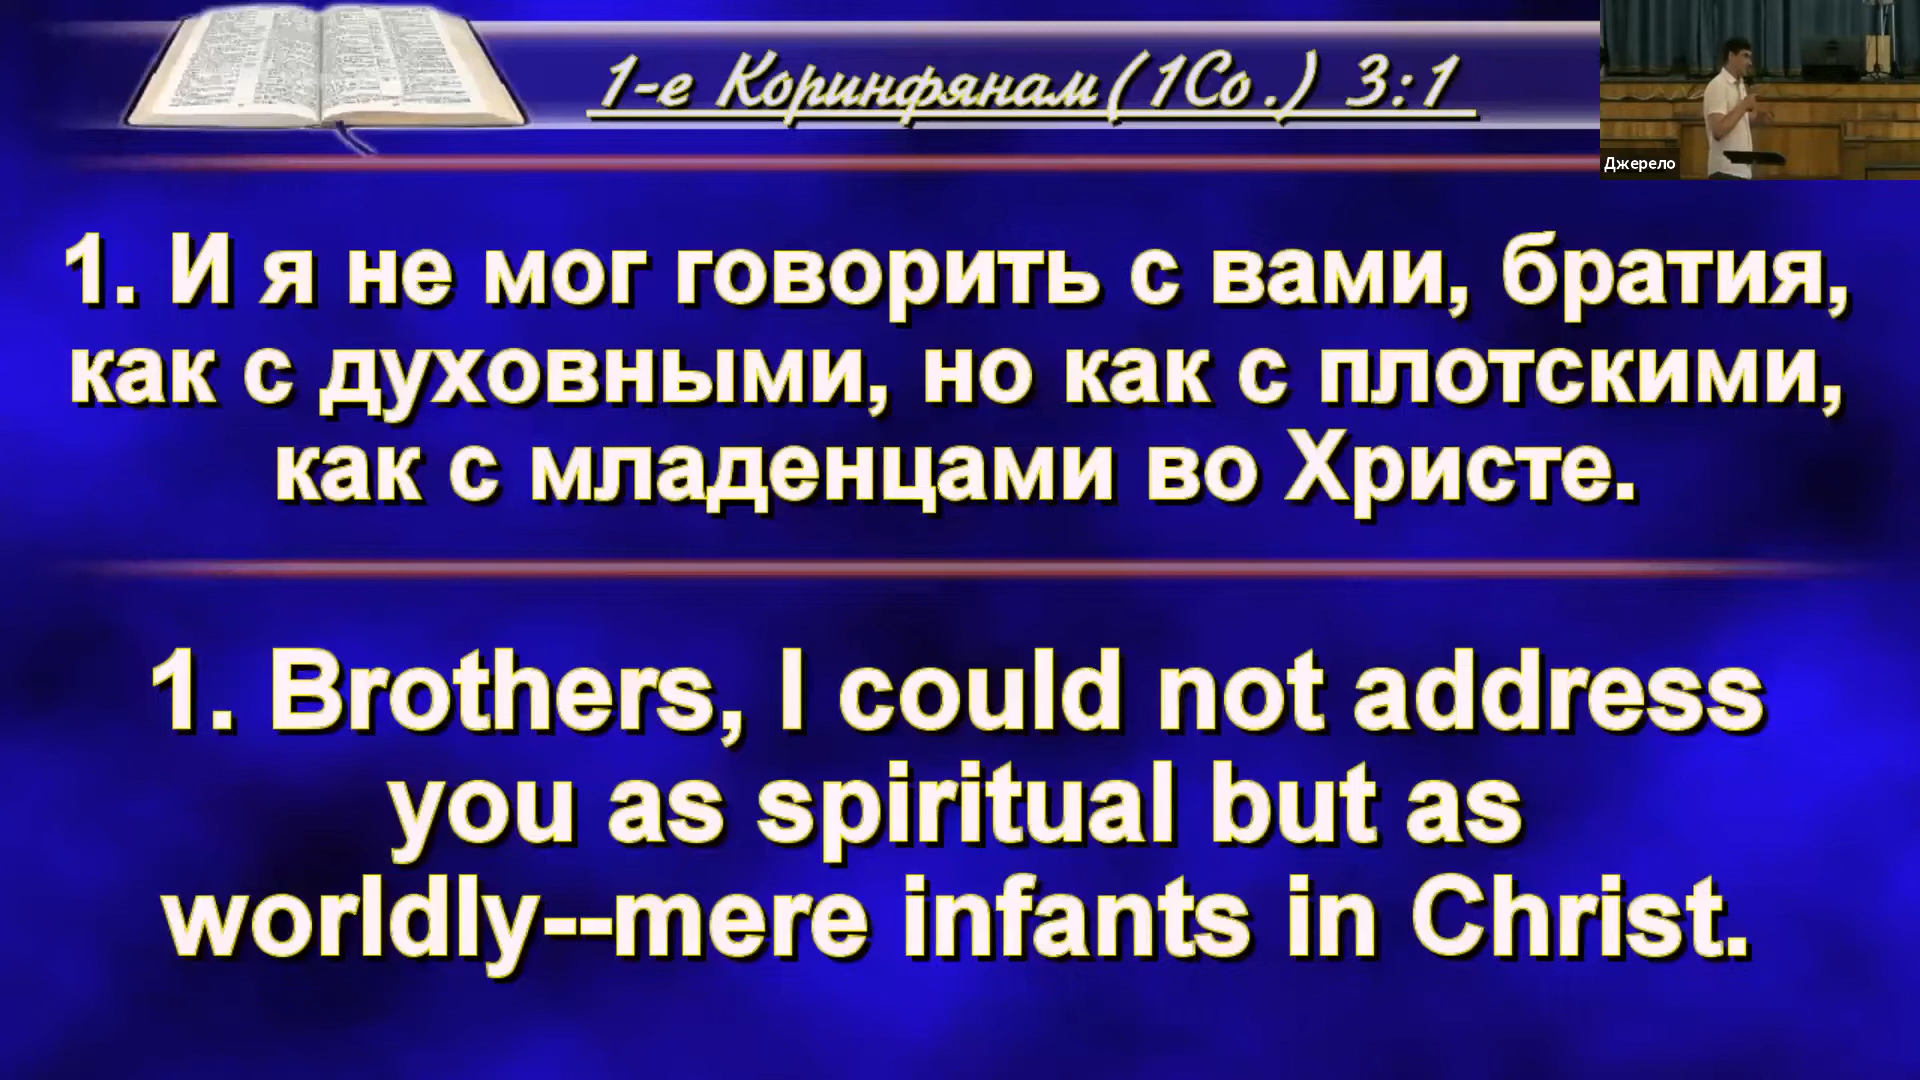 1-е Коринфянам(1Co.) 3:1
Джерело
1. И я не мог говорить с вами, братия,
как с духовными, но как с плотскими,
как с младенцами во Христе.
1. Brothers, I could not address
you as spiritual but as
worldly--mere infants in Christ.